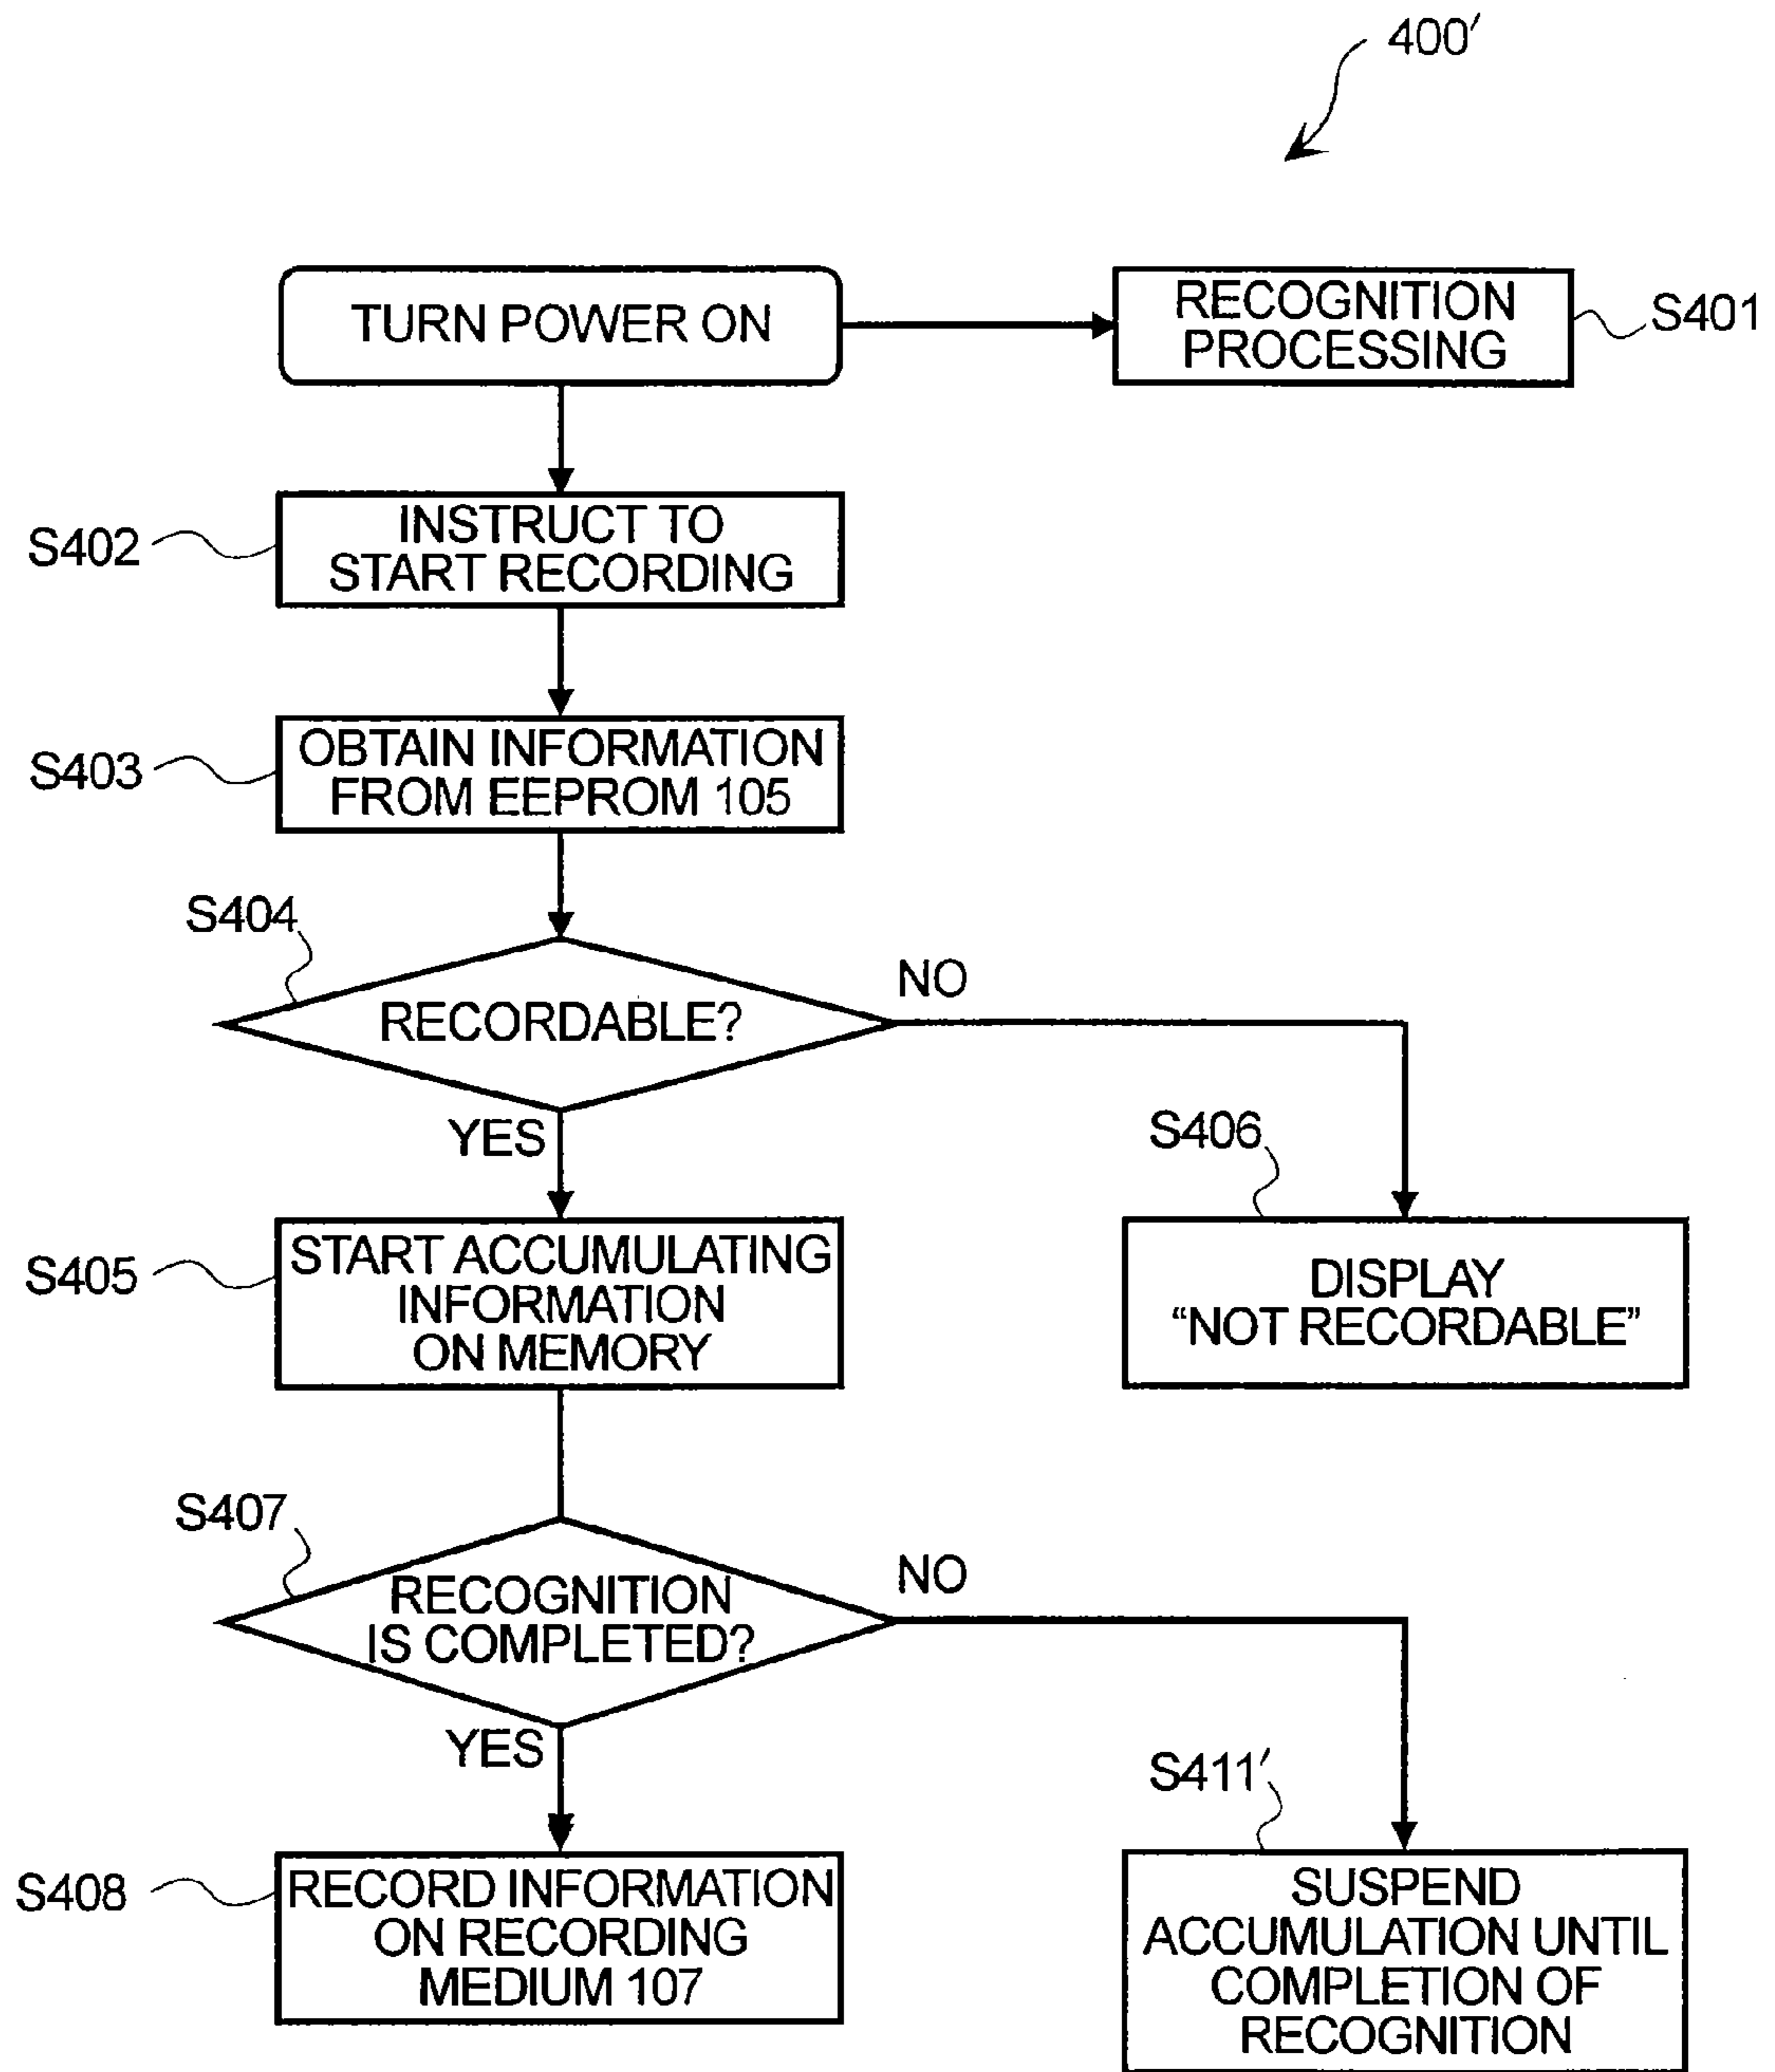 400′
TURN POWER ON
RECOGNITION
PROCESSING
S401
S402
INSTRUCT TO
START RECORDING
S403
OBTAIN INFORMATION
FROM EEPROM 105
S404
RECORDABLE?
NO
YES
S405
START ACCUMULATING
INFORMATION
ON MEMORY
S406
DISPLAY
“NOT RECORDABLE”
S407
RECOGNITION
IS COMPLETED?
NO
YES
S408
RECORD INFORMATION
ON RECORDING
MEDIUM 107
S411′
SUSPEND
ACCUMULATION UNTIL
COMPLETION OF
RECOGNITION